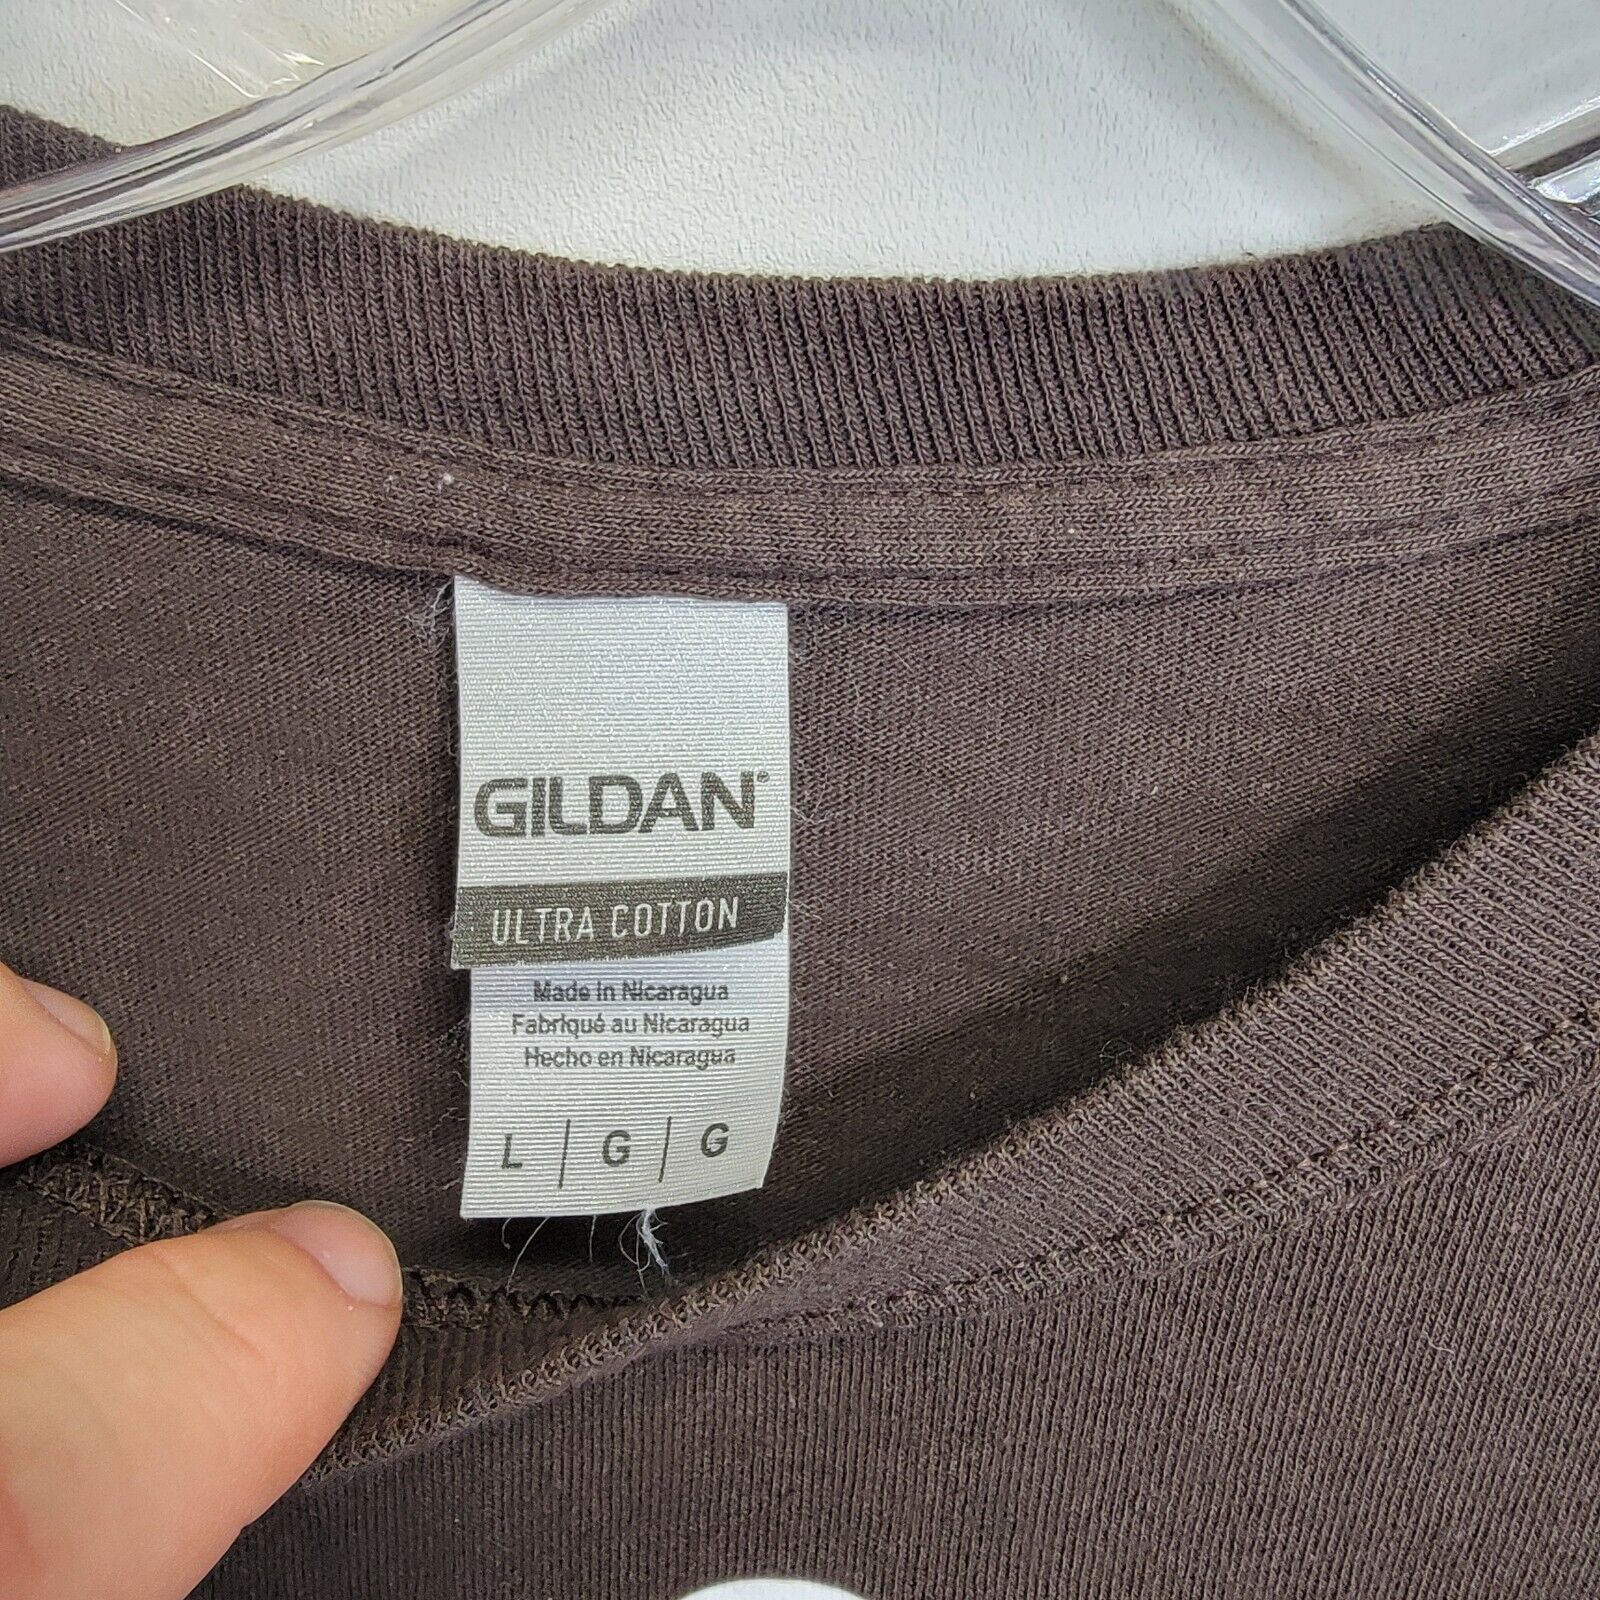 GILDAN®
ULTRA COTTON
Made in Nicaragua
Fabriqué au Nicaragua
Hecho en Nicaragua
L | G | G